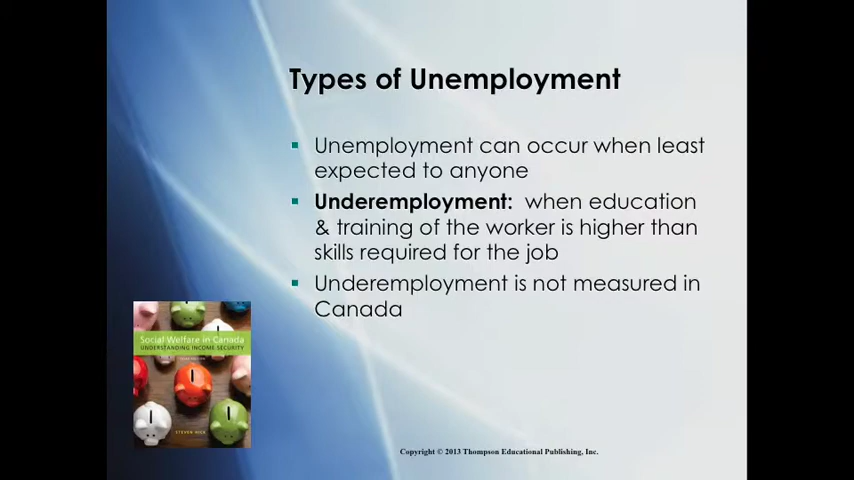 Types of Unemployment
▪ Unemployment can occur when least
expected to anyone
▪ Underemployment: when education
& training of the worker is higher than
skills required for the job
▪ Underemployment is not measured in
Canada
Social Welfare in Canada
UNDERSTANDING INCOME SECURITY
STEVEN HICK
Copyright © 2013 Thompson Educational Publishing, Inc.